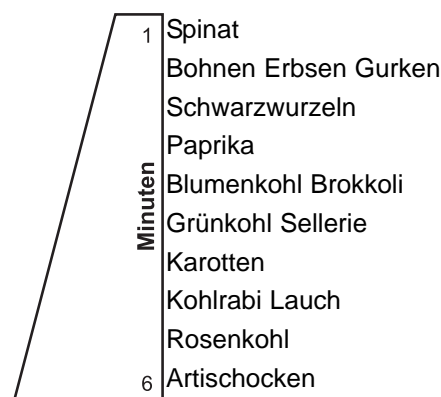 1 Spinat
Bohnen Erbsen Gurken
Schwarzwurzeln
Paprika
Blumenkohl Brokkoli
Grünkohl Sellerie
Karotten
Kohlrabi Lauch
Rosenkohl
6 Artischocken
Minuten